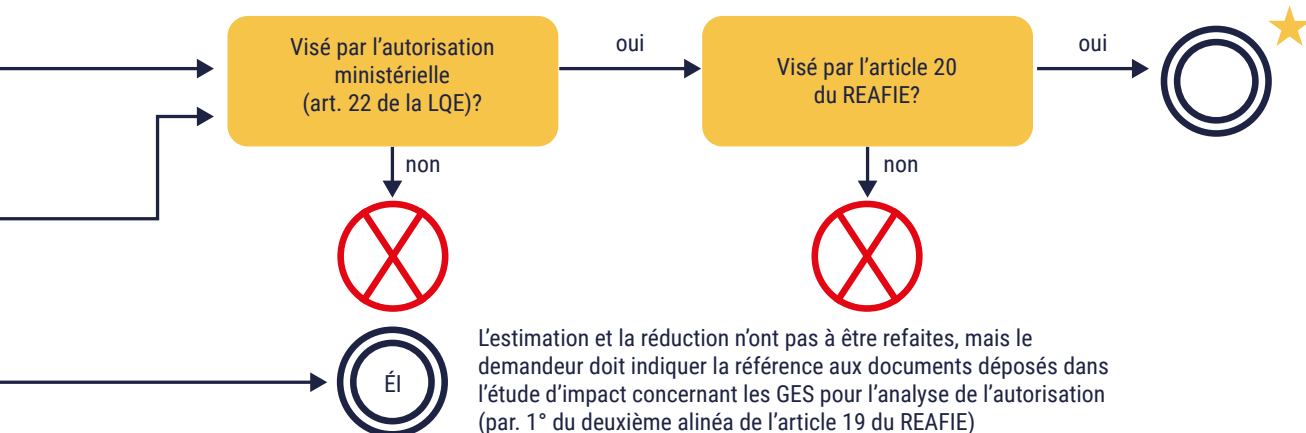 Visé par l'autorisation
ministérielle
(art. 22 de la LQE)?
oui
Visé par l'article 20
du REAFIE?
oui
non
non
ÉI
L'estimation et la réduction n'ont pas à être refaites, mais le
demandeur doit indiquer la référence aux documents déposés dans
l'étude d'impact concernant les GES pour l'analyse de l'autorisation
(par. 1° du deuxième alinéa de l'article 19 du REAFIE)